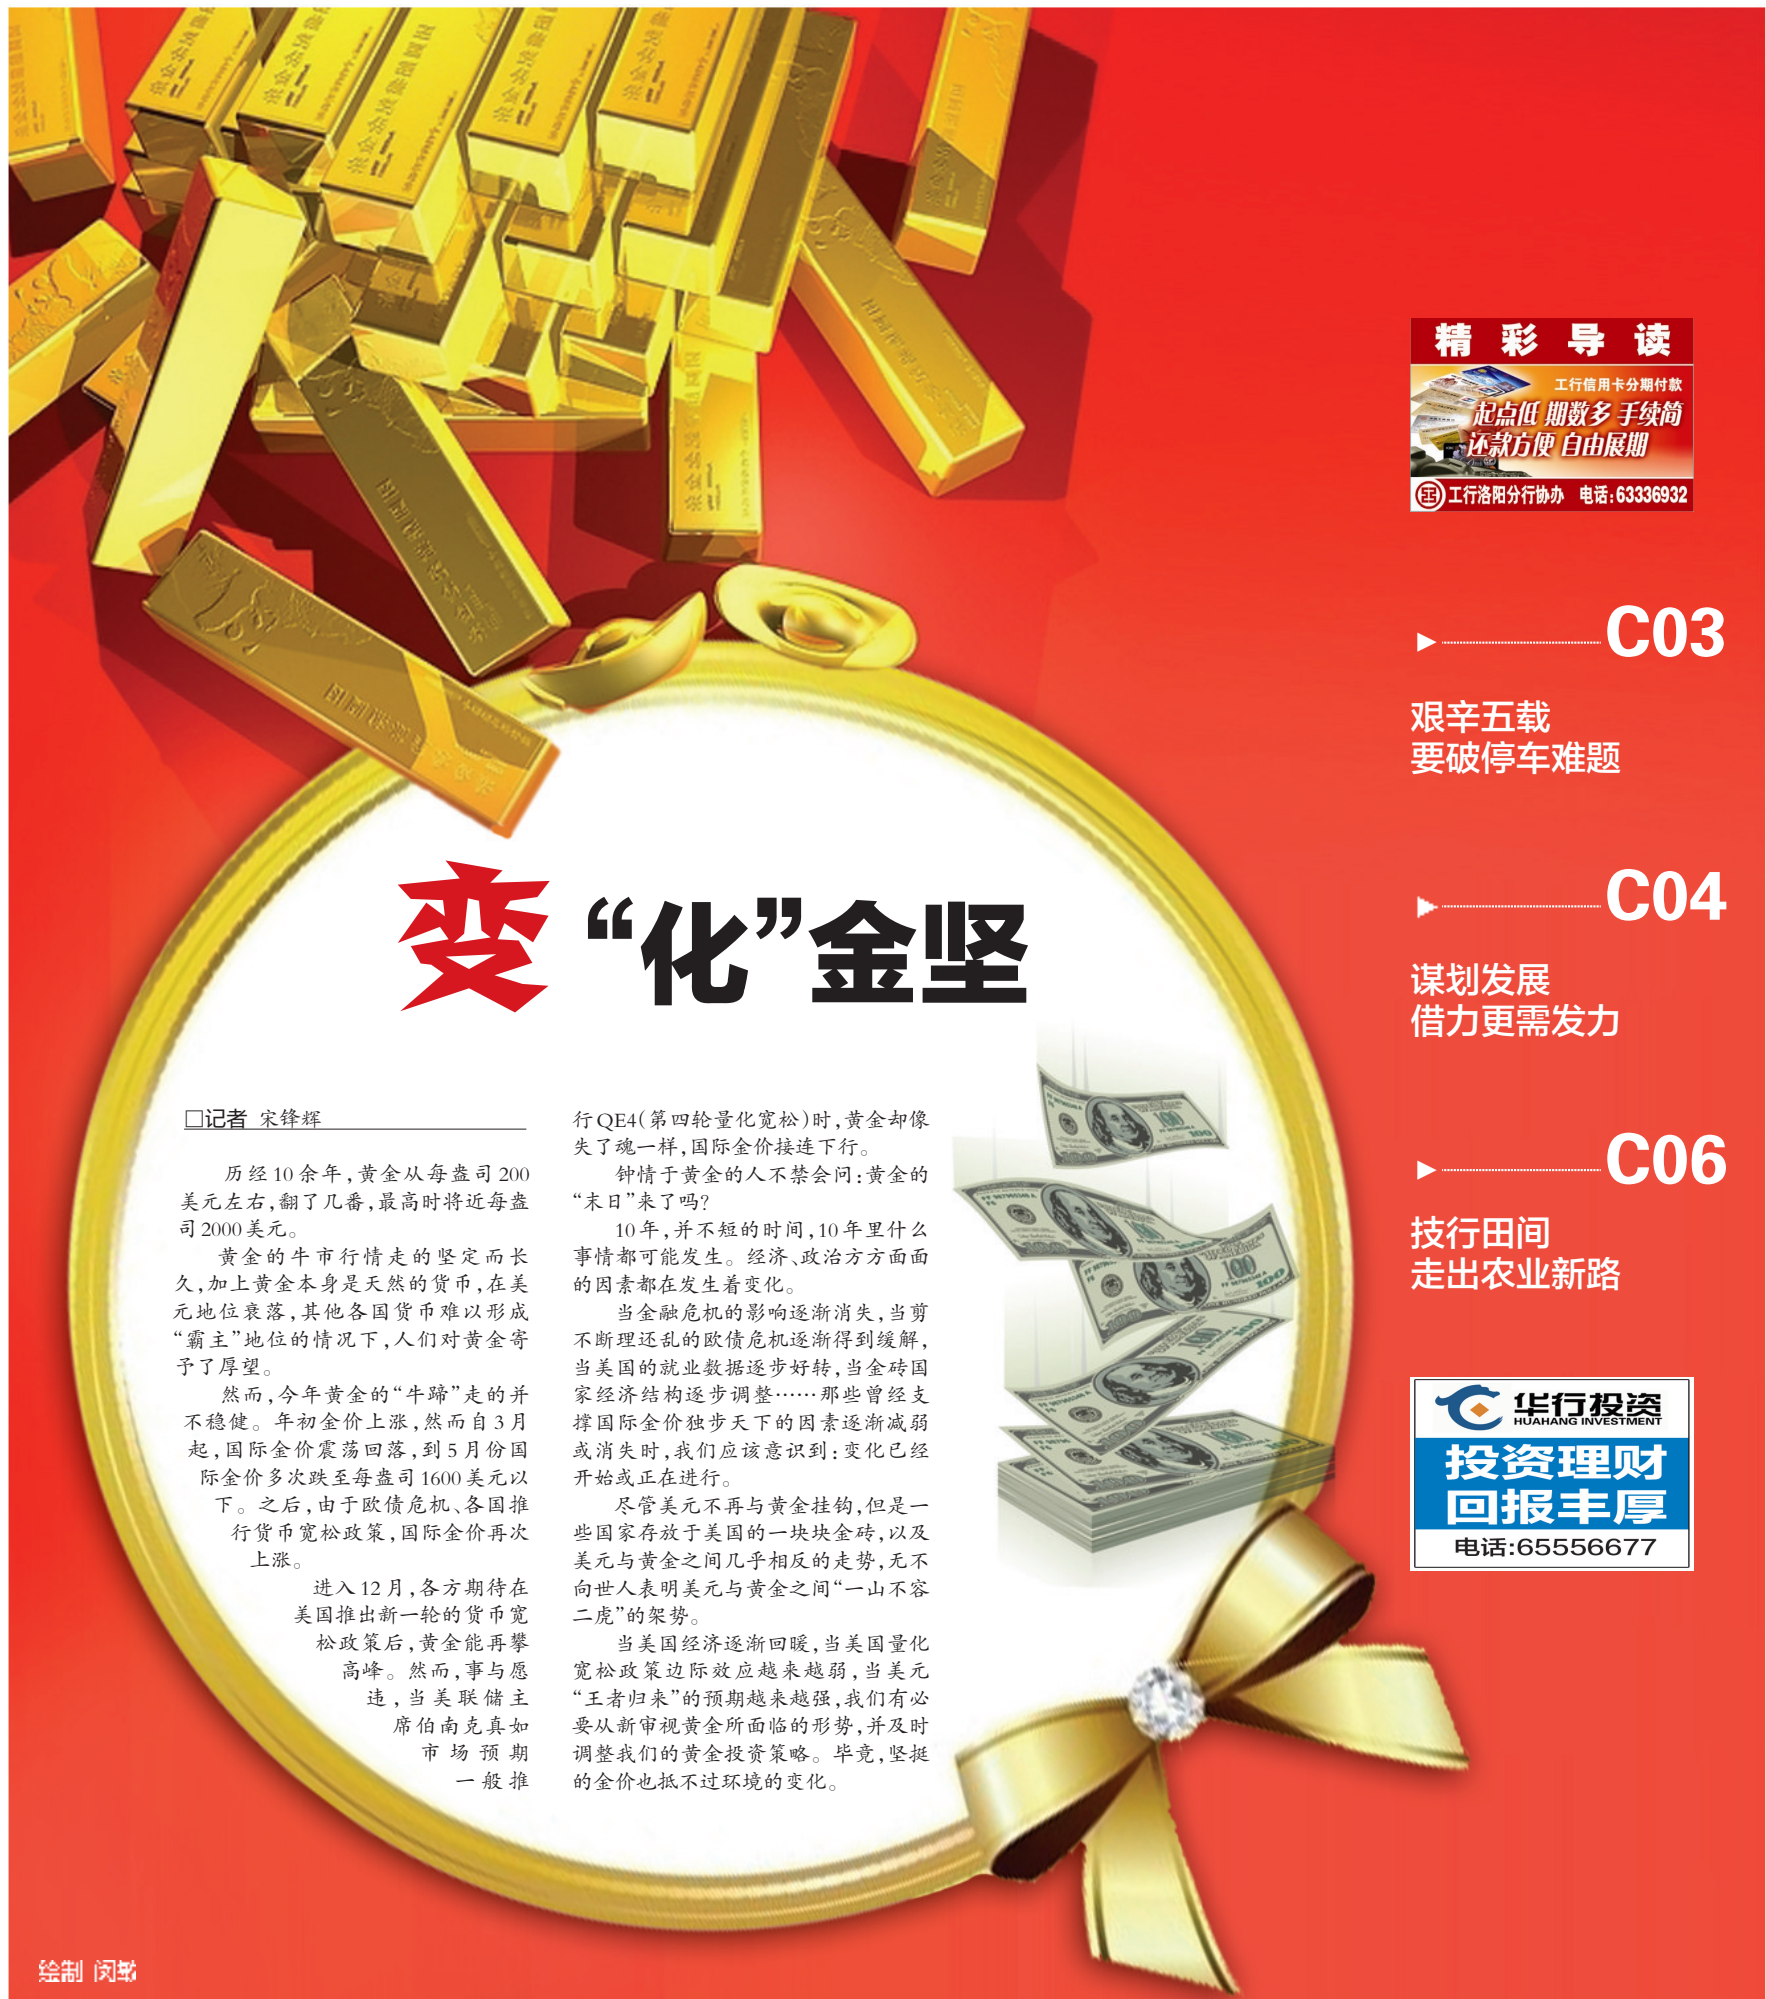 变“化”金坚
□记者 宋锋辉
历经10余年,黄金从每盎司200
美元左右,翻了几番,最高时将近每盎
司2000美元。
黄金的牛市行情走的坚定而长
久,加上黄金本身是天然的货币,在美
元地位衰落,其他各国货币难以形成
“霸主”地位的情况下,人们对黄金寄
予了厚望。
然而,今年黄金的“牛蹄”走的并
不稳健。年初金价上涨,然而自3月
起,国际金价震荡回落,到5月份国
际金价多次跌至每盎司1600美元以
下。之后,由于欧债危机、各国推
行货币宽松政策,国际金价再次
上涨。
进入12月,各方期待在
美国推出新一轮的货币宽
松政策后,黄金能再攀
高峰。然而,事与愿
违,当美联储主
席伯南克真如
市场预期
一般推
行QE4(第四轮量化宽松)时,黄金却像
失了魂一样,国际金价接连下行。
钟情于黄金的人不禁会问:黄金的
“末日”来了吗?
10年,并不短的时间,10年里什么
事情都可能发生。经济、政治方方面面
的因素都在发生着变化。
当金融危机的影响逐渐消失,当剪
不断理还乱的欧债危机逐渐得到缓解,
当美国的就业数据逐步好转,当金砖国
家经济结构逐步调整……那些曾经支
撑国际金价独步天下的因素逐渐减弱
或消失时,我们应该意识到:变化已经
开始或正在进行。
尽管美元不再与黄金挂钩,但是一
些国家存放于美国的一块块金砖,以及
美元与黄金之间几乎相反的走势,无不
向世人表明美元与黄金之间“一山不容
二虎”的架势。
当美国经济逐渐回暖,当美国量化
宽松政策边际效应越来越弱,当美元
“王者归来”的预期越来越强,我们有必
要从新审视黄金所面临的形势,并及时
调整我们的黄金投资策略。毕竟,坚挺
的金价也抵不过环境的变化。
精彩导读
工行信用卡分期付款
起点低 期数多 手续简
还款方便 自由展期
工行洛阳分行协办 电话:63336932
C03
艰辛五载
要破停车难题
C04
谋划发展
借力更需发力
C06
技行田间
走出农业新路
华行投资
HUAHANG INVESTMENT
投资理财
回报丰厚
电话:65556677
绘制 闵敏